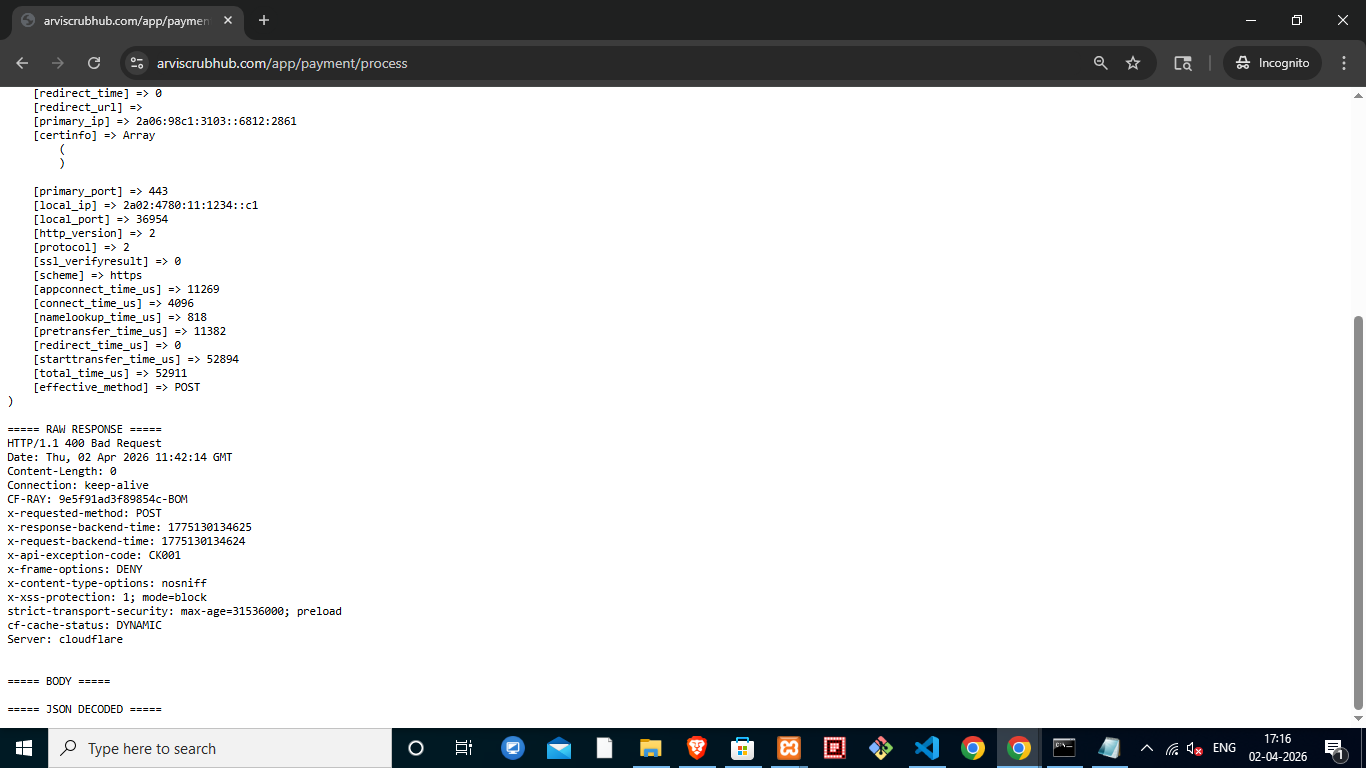 arviscrubhub.com/app/paymen
arviscrubhub.com/app/payment/process
Incognito
[redirect_time] => 0
[redirect_url] =>
[primary_ip] => 2a06:98c1:3103::6812:2861
[certinfo] => Array
(
)
[primary_port] => 443
[local_ip] => 2a02:4780:11:1234::c1
[local_port] => 36954
[http_version] => 2
[protocol] => 2
[ssl_verifyresult] => 0
[scheme] => https
[appconnect_time_us] => 11269
[connect_time_us] => 4096
[namelookup_time_us] => 818
[pretransfer_time_us] => 11382
[redirect_time_us] => 0
[starttransfer_time_us] => 52894
[total_time_us] => 52911
[effective_method] => POST
)
===== RAW RESPONSE =====
HTTP/1.1 400 Bad Request
Date: Thu, 02 Apr 2026 11:42:14 GMT
Content-Length: 0
Connection: keep-alive
CF-RAY: 9e5f91ad3f89854c-BOM
x-requested-method: POST
x-response-backend-time: 1775130134625
x-request-backend-time: 1775130134624
x-api-exception-code: CK001
x-frame-options: DENY
x-content-type-options: nosniff
x-xss-protection: 1; mode=block
strict-transport-security: max-age=31536000; preload
cf-cache-status: DYNAMIC
Server: cloudflare
===== BODY =====
===== JSON DECODED =====
Type here to search
ENG
17:16
02-04-2026
1